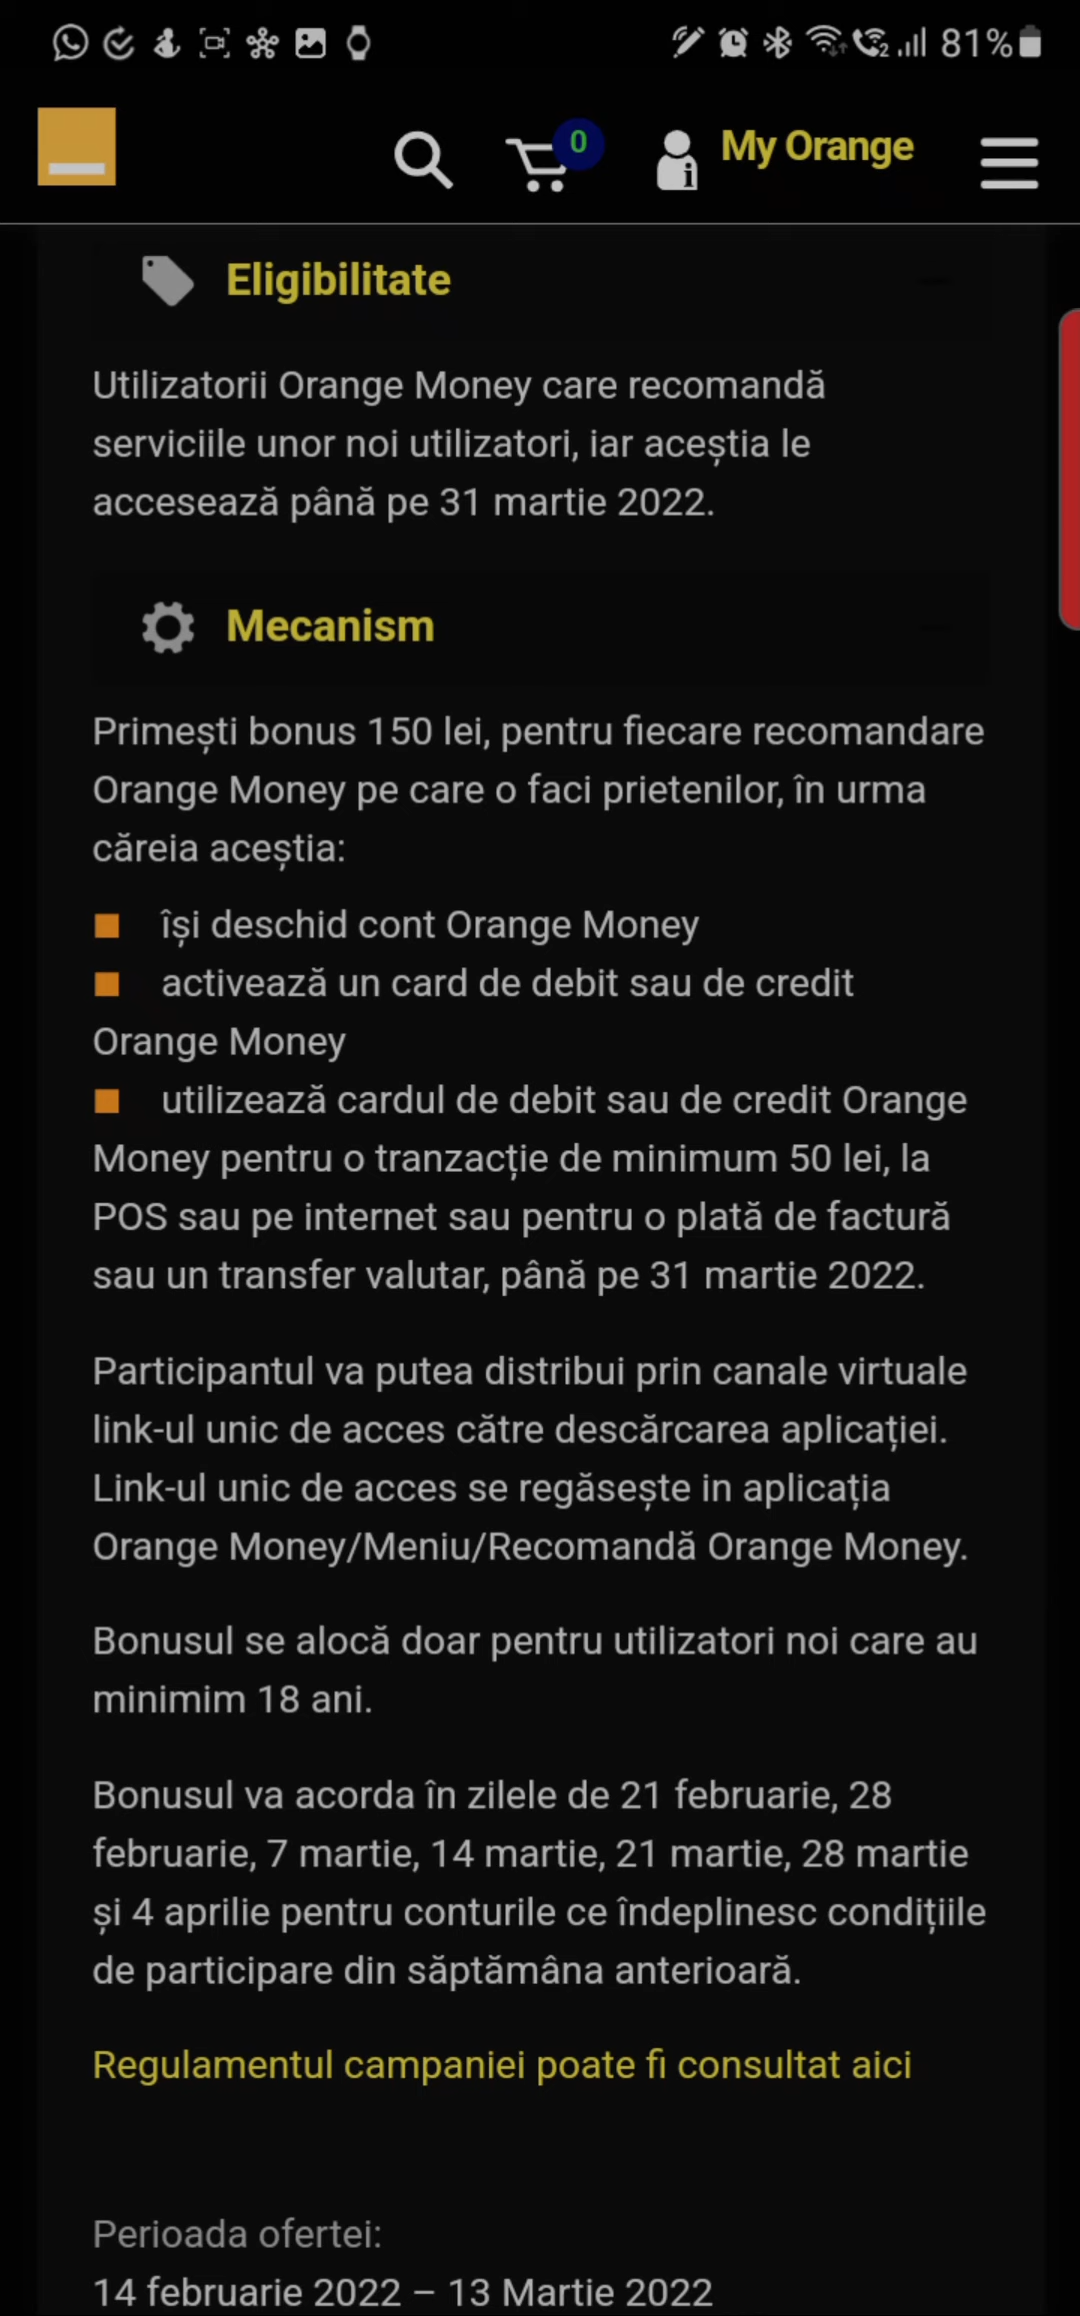 81%
0
My Orange
Eligibilitate
Utilizatorii Orange Money care recomandă
serviciile unor noi utilizatori, iar aceștia le
accesează până pe 31 martie 2022.
Mecanism
Primești bonus 150 lei, pentru fiecare recomandare
Orange Money pe care o faci prietenilor, în urma
căreia aceștia:
își deschid cont Orange Money
activează un card de debit sau de credit
Orange Money
utilizează cardul de debit sau de credit Orange
Money pentru o tranzacție de minimum 50 lei, la
POS sau pe internet sau pentru o plată de factură
sau un transfer valutar, până pe 31 martie 2022.
Participantul va putea distribui prin canale virtuale
link-ul unic de acces către descărcarea aplicației.
Link-ul unic de acces se regăsește in aplicația
Orange Money/Meniu/Recomandă Orange Money.
Bonusul se alocă doar pentru utilizatori noi care au
minimim 18 ani.
Bonusul va acorda în zilele de 21 februarie, 28
februarie, 7 martie, 14 martie, 21 martie, 28 martie
și 4 aprilie pentru conturile ce îndeplinesc condițiile
de participare din săptămâna anterioară.
Regulamentul campaniei poate fi consultat aici
Perioada ofertei:
14 februarie 2022 – 13 Martie 2022